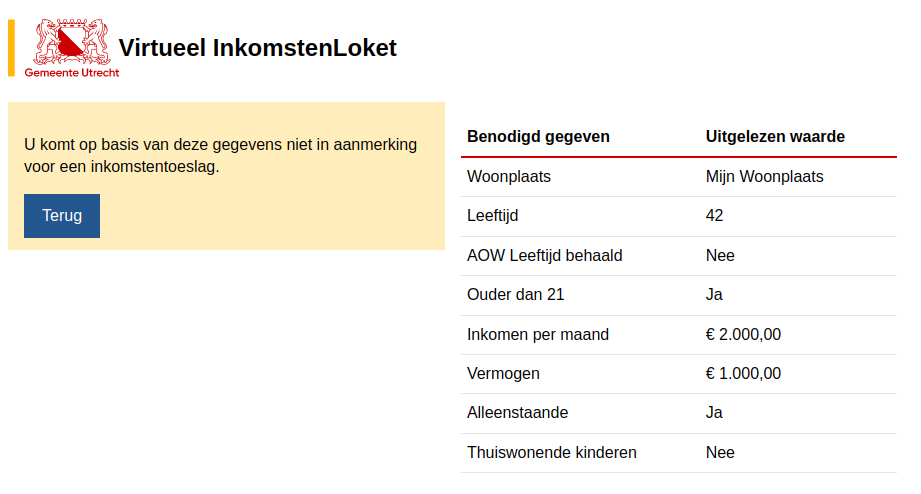 Gemeente Utrecht
Virtueel InkomstenLoket
U komt op basis van deze gegevens niet in aanmerking
voor een inkomstentoeslag.
Terug
Benodigd gegeven Uitgelezen waarde
Woonplaats Mijn Woonplaats
Leeftijd 42
AOW Leeftijd behaald Nee
Ouder dan 21 Ja
Inkomen per maand € 2.000,00
Vermogen € 1.000,00
Alleenstaande Ja
Thuiswonende kinderen Nee